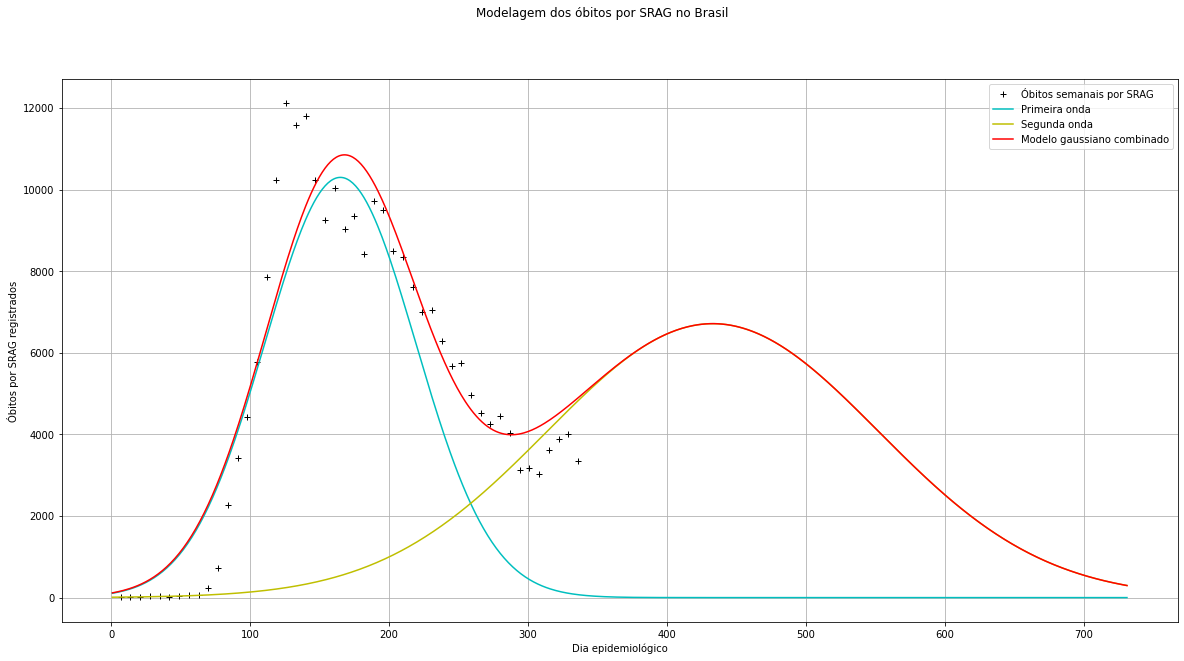 Modelagem dos óbitos por SRAG no Brasil
Óbitos semanais por SRAG
Primeira onda
Segunda onda
Modelo gaussiano combinado
Óbitos por SRAG registrados
12000
10000
8000
6000
4000
2000
0
0 100 200 300 400 500 600 700
Dia epidemiológico